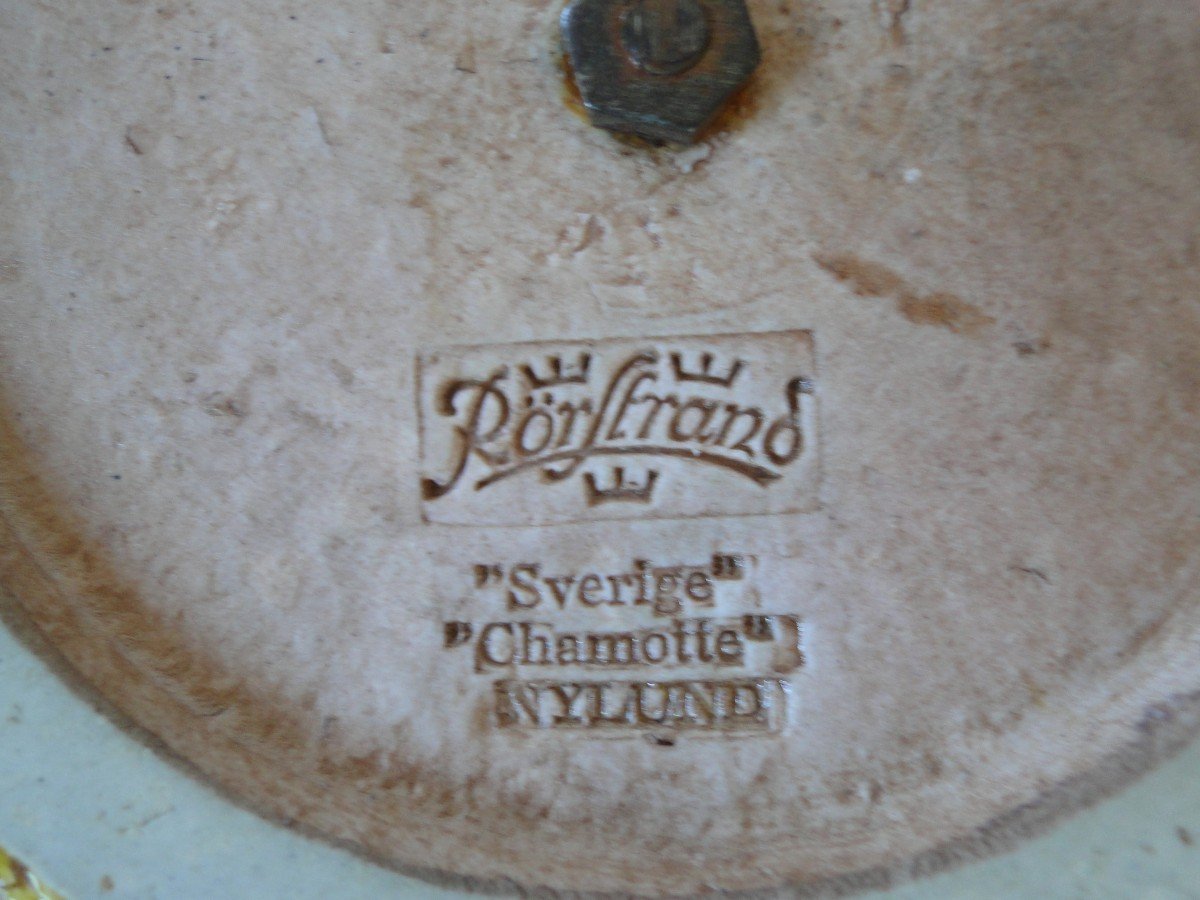 Rörstrand
"Sverige"
"Chamotte"
NYLUND